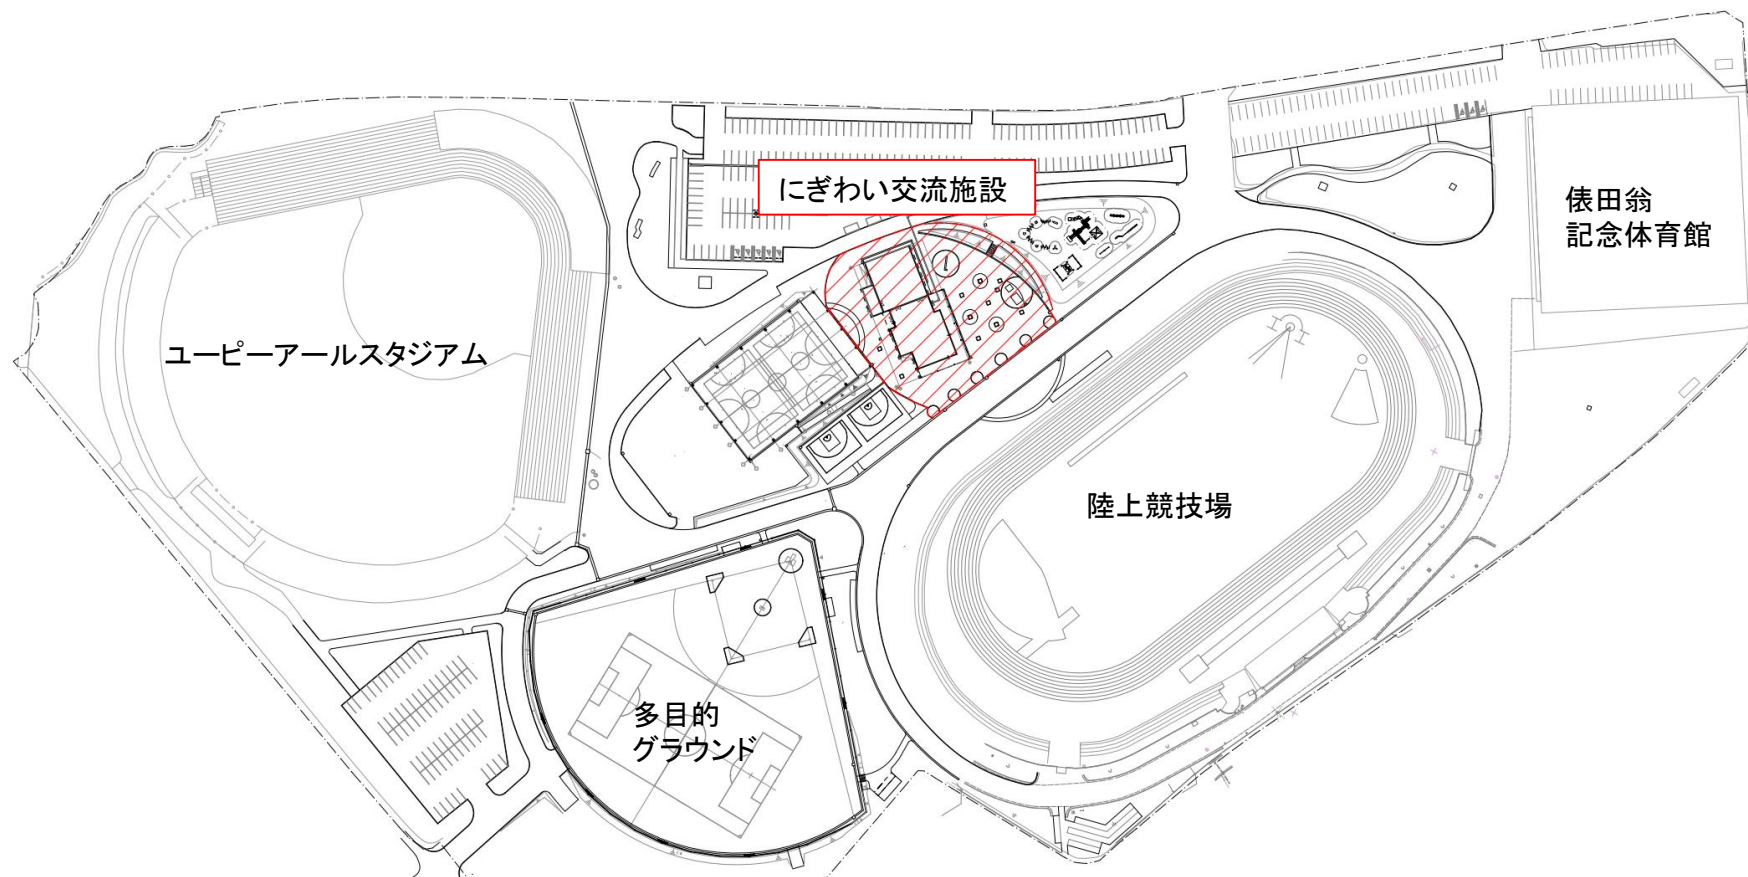 にぎわい交流施設
俵田翁
記念体育館
ユーピーアールスタジアム
陸上競技場
多目的
グラウンド